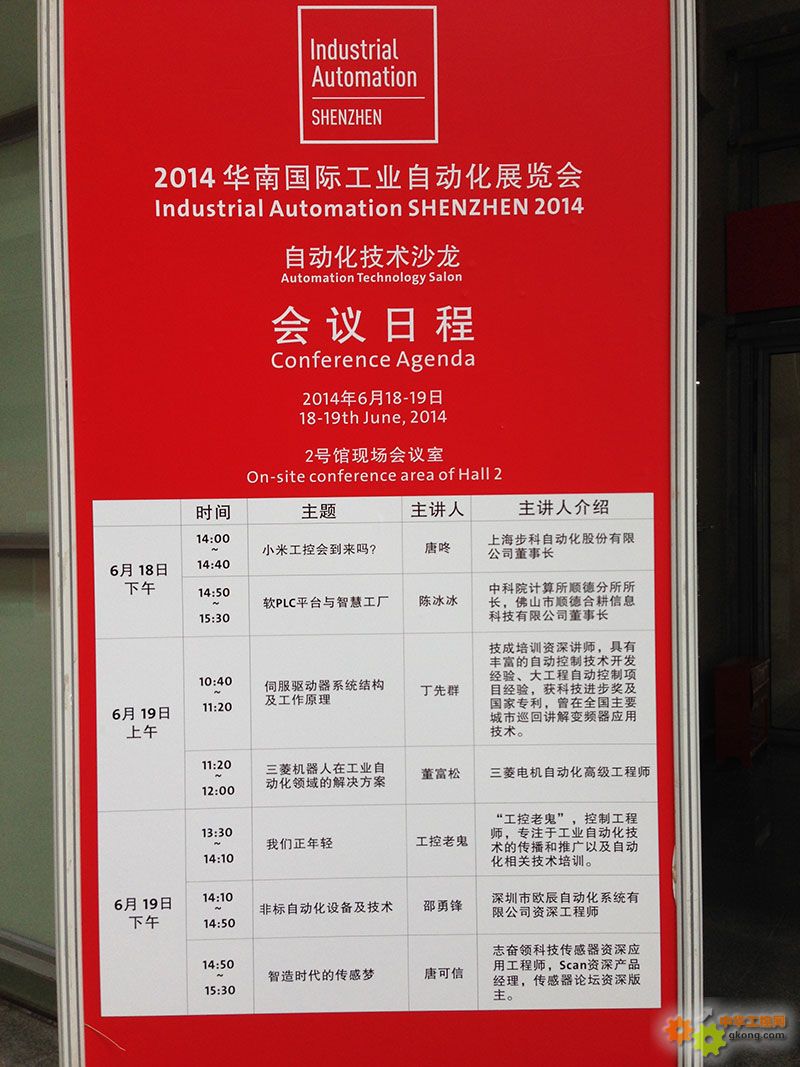 Industrial
Automation
SHENZHEN
2014 华南国际工业自动化展览会
Industrial Automation SHENZHEN 2014
自动化技术沙龙
Automation Technology Salon
会议日程
Conference Agenda
2014年6月18-19日
18-19th June, 2014
2号馆现场会议室
On-site conference area of Hall 2
时间 主题 主讲人 主讲人介绍
6月18日
下午
14:00
~
14:40
小米工控会到来吗?
唐咚
上海步科自动化股份有限
公司董事长
14:50
~
15:30
软PLC平台与智慧工厂
陈冰冰
中科院计算所顺德分所所
长，佛山市顺德合耕信息
科技有限公司董事长
6月19日
上午
10:40
~
11:20
伺服驱动器系统结构
及工作原理
丁先群
技成培训资深讲师，具有
丰富的自动控制技术开发
经验、大工程自动控制项
目经验，获科技进步奖及
国家专利，曾在全国主要
城市巡回讲解变频器应用
技术。
11:20
~
12:00
三菱机器人在工业自
动化领域的解决方案
董富松
三菱电机自动化高级工程师
6月19日
下午
13:30
~
14:10
我们正年轻
工控老鬼
“工控老鬼”，控制工程
师，专注于工业自动化技
术的传播和推广以及自动
化相关技术培训。
14:10
~
14:50
非标自动化设备及技术
邵勇锋
深圳市欧辰自动化系统有
限公司资深工程师
14:50
~
15:30
智造时代的传感梦
唐可信
志奋领科技传感器资深应
用工程师，Scan资深产品
经理，传感器论坛资深版
主。
中华工控网
gkong.com